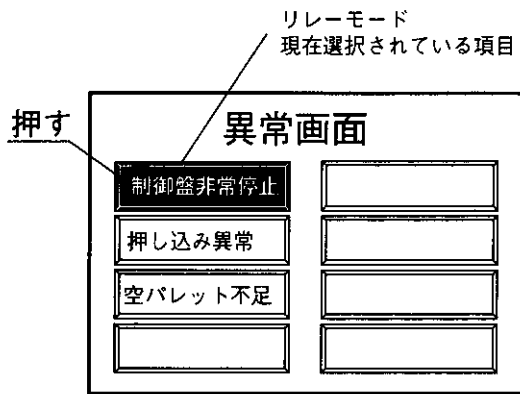 リレーモード
現在選択されている項目
押す
異常画面
制御盤非常停止
押し込み異常
空パレット不足